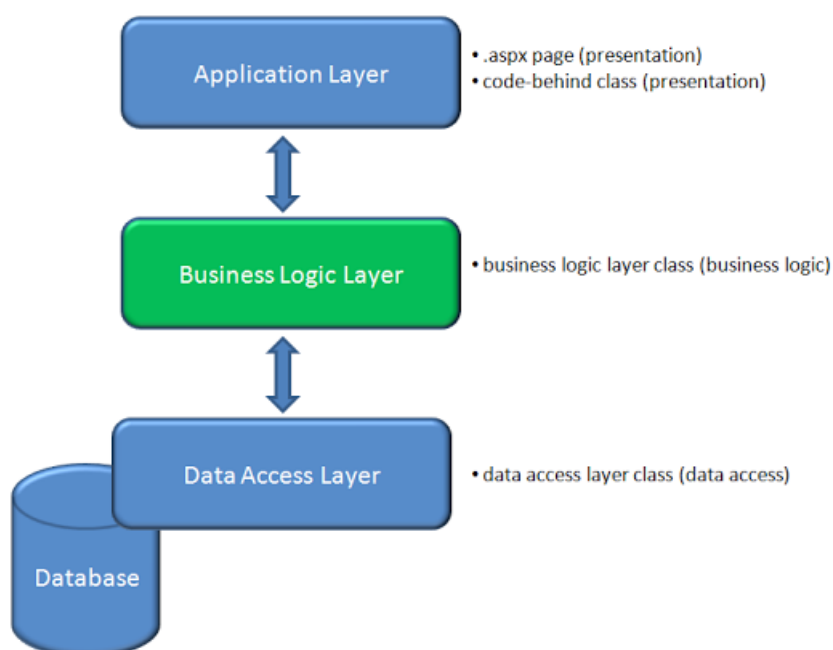 Application Layer
• .aspx page (presentation)
• code-behind class (presentation)
Business Logic Layer
• business logic layer class (business logic)
Data Access Layer
• data access layer class (data access)
Database